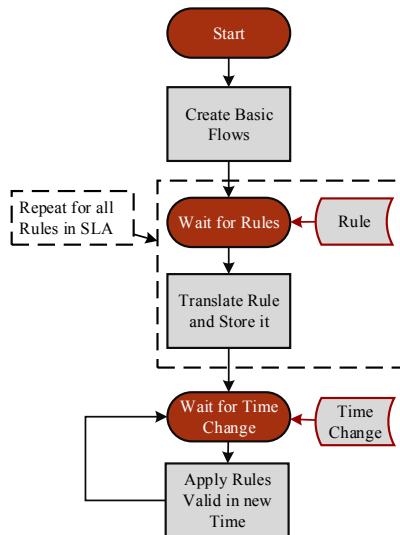 Start
Create Basic
Flows
Repeat for all
Rules in SLA
Wait for Rules
Rule
Translate Rule
and Store it
Wait for Time
Change
Time
Change
Apply Rules
Valid in new
Time